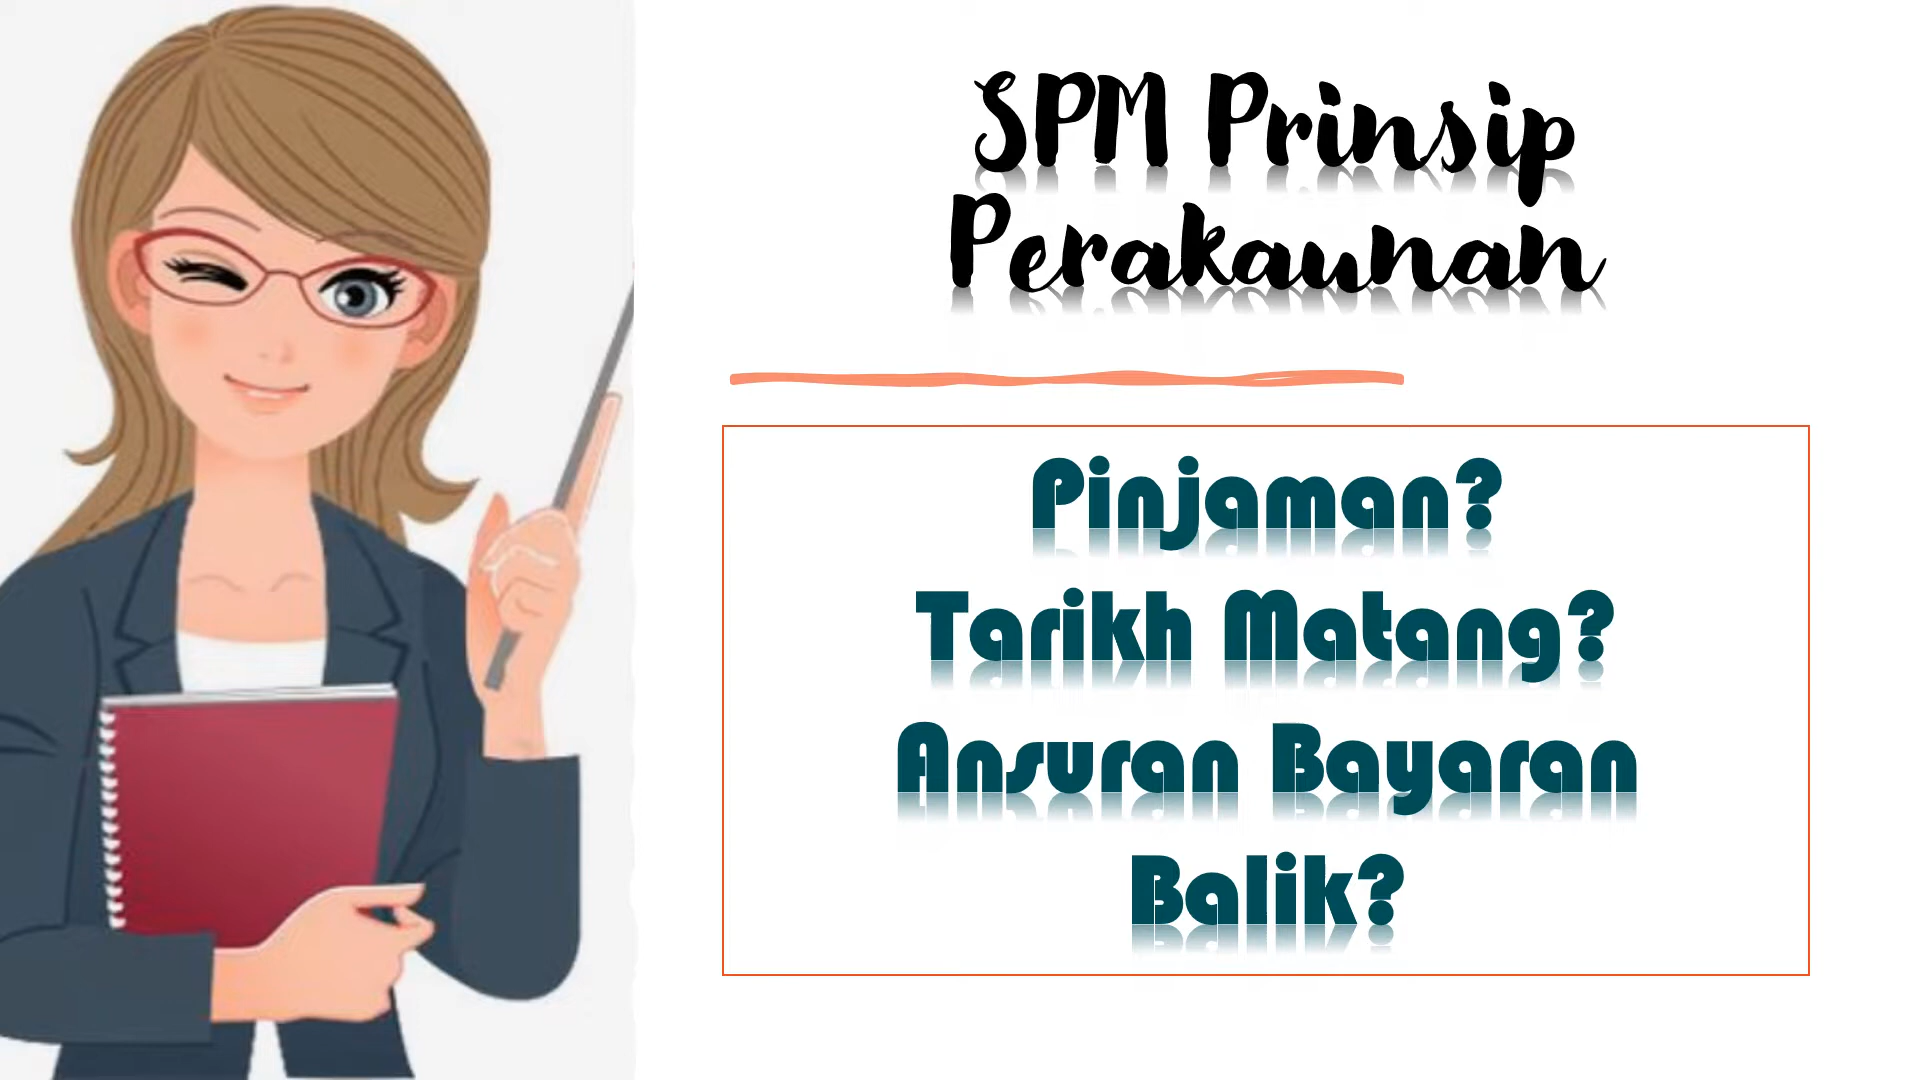 SPM Prinsip
Perakaunan
Pinjaman?
Tarikh Matang?
Ansuran Bayaran
Balik?